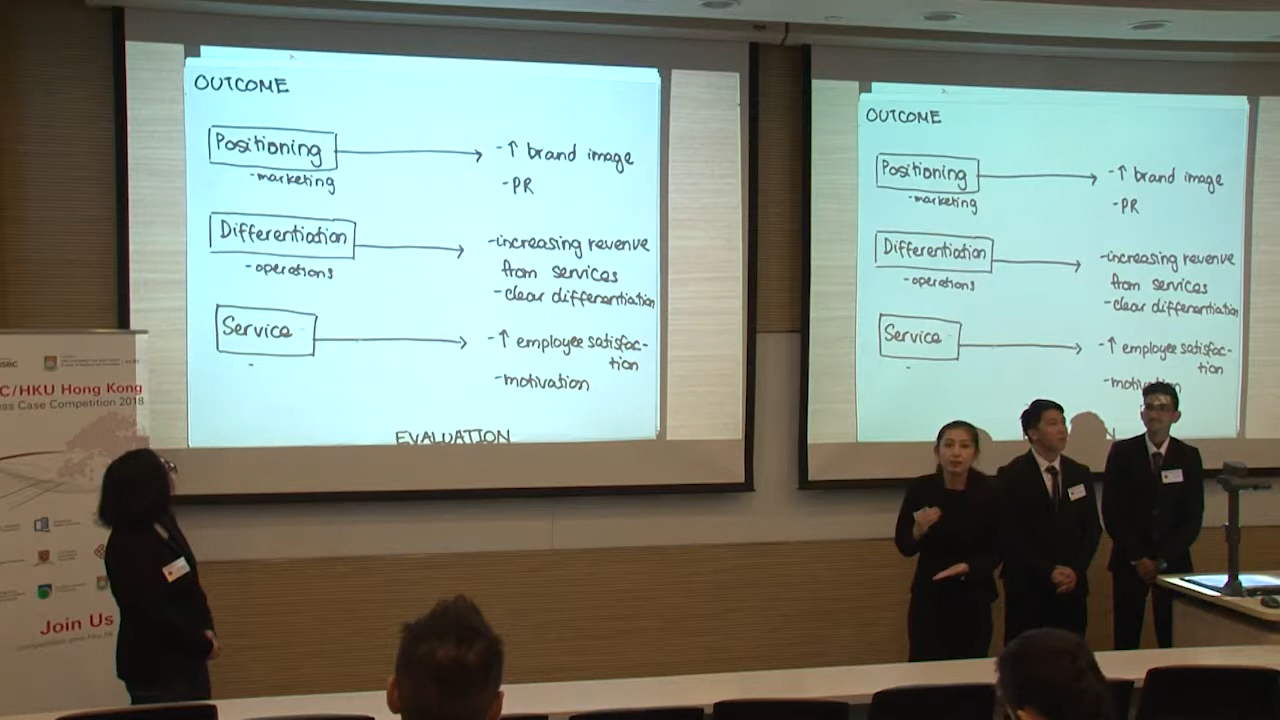 OUTCOME
Positioning
-marketing
-↑ brand image
-PR
Differentiation
-operations
-increasing revenue
from services
-clear differentiation
Service
-
-↑ employee satisfac-
tion
-motivation
EVALUATION
OUTCOME
Positioning
-marketing
-↑ brand image
-PR
Differentiation
-operations
-increasing revenue
from services
-clear differentiation
Service
-
-↑ employee satisfac-
tion
C/HKU Hong Kong
ess Case Competition 2018
Join Us